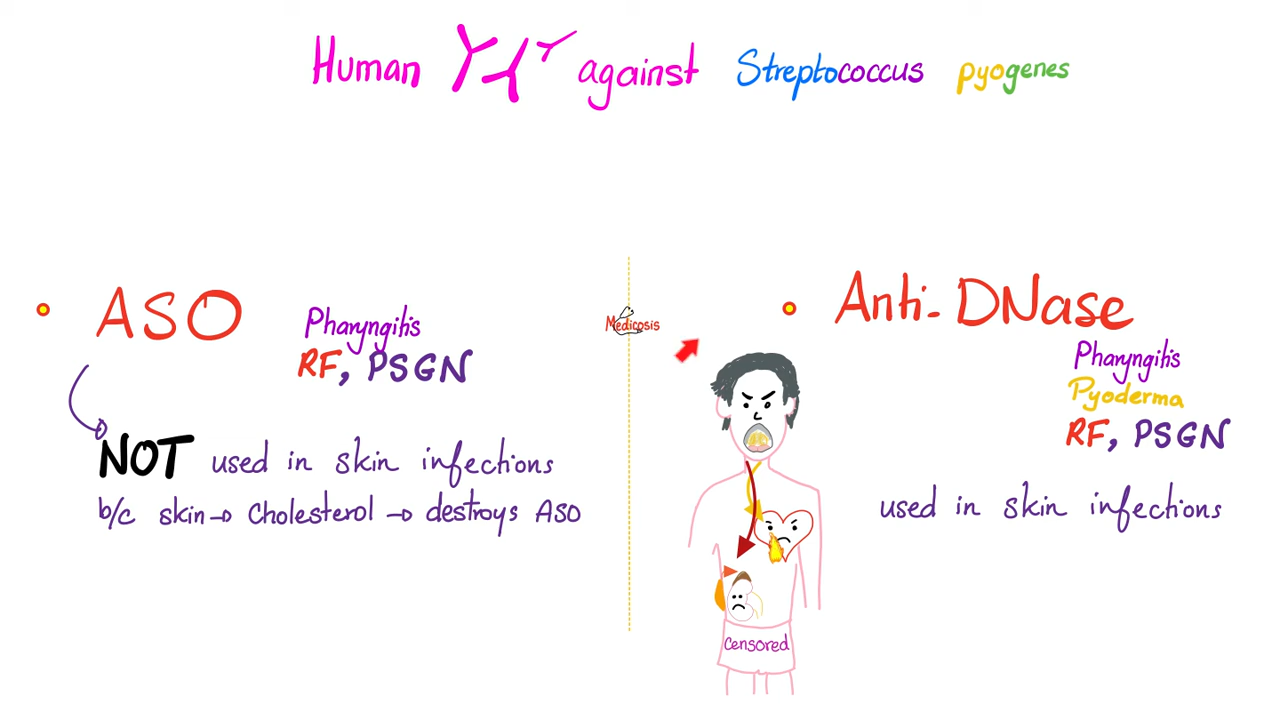 Human against Streptococcus pyogenes
• ASO
Pharyngitis
RF, PSGN
NOT used in skin infections
b/c skin → Cholesterol → destroys ASO
Medicosis
• Anti-DNase
Pharyngitis
Pyoderma
RF, PSGN
used in skin infections
Censored